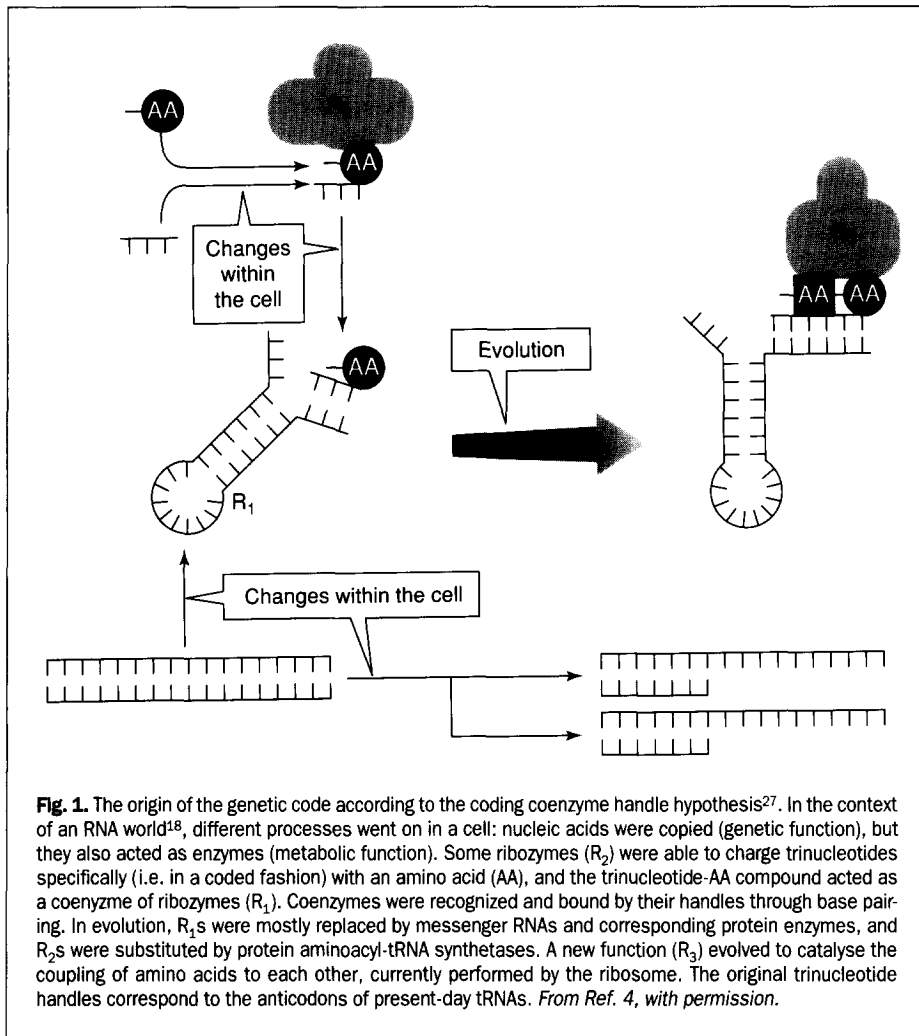 AA
AA
Changes
within
the cell
AA
Evolution
AA
AA
R1
Changes within the cell
Fig. 1. The origin of the genetic code according to the coding coenzyme handle hypothesis27. In the context
of an RNA world18, different processes went on in a cell: nucleic acids were copied (genetic function), but
they also acted as enzymes (metabolic function). Some ribozymes (R2) were able to charge trinucleotides
specifically (i.e. in a coded fashion) with an amino acid (AA), and the trinucleotide-AA compound acted as
a coenyzme of ribozymes (R1). Coenzymes were recognized and bound by their handles through base pair-
ing. In evolution, R1s were mostly replaced by messenger RNAs and corresponding protein enzymes, and
R2s were substituted by protein aminoacyl-tRNA synthetases. A new function (R3) evolved to catalyse the
coupling of amino acids to each other, currently performed by the ribosome. The original trinucleotide
handles correspond to the anticodons of present-day tRNAs. From Ref. 4, with permission.